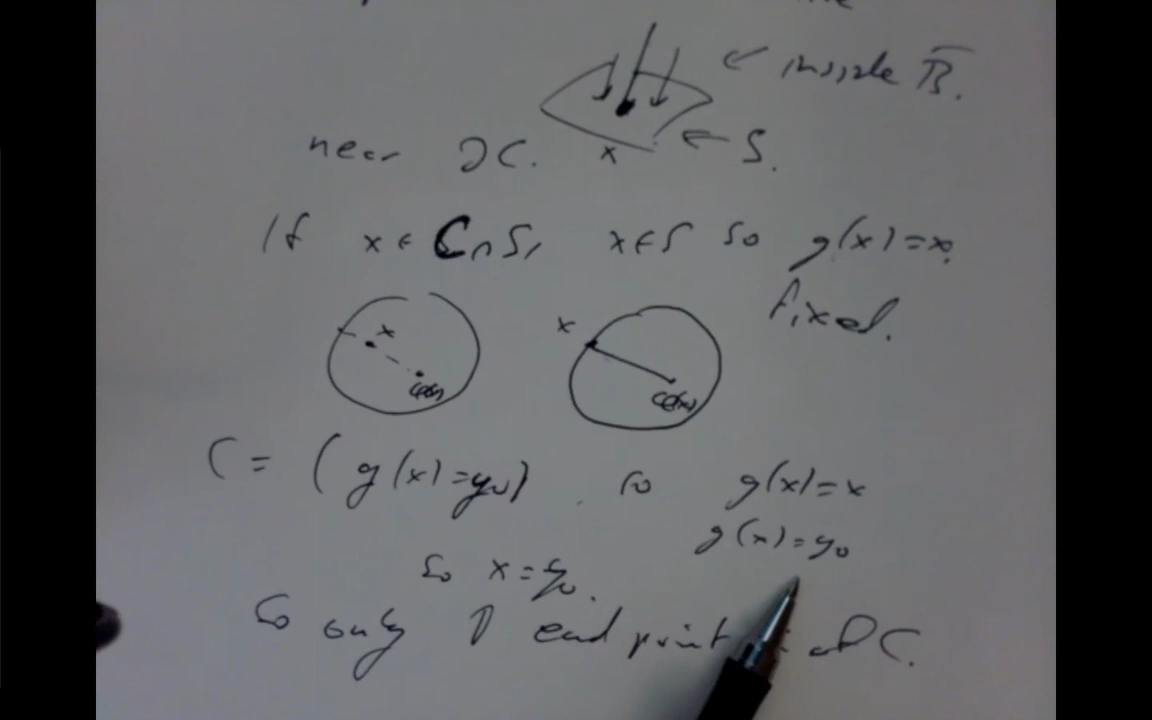 ← inside B̅.
near ∂C. x ← S.
If x ∈ C ∩ S, x ∈ S so g(x) = x.
fixed.
x x
φ(x) φ(x)
C = (g(x) = y₀) so g(x) = x
g(x) = y₀
so x = y₀.
So only 1 end point of C.